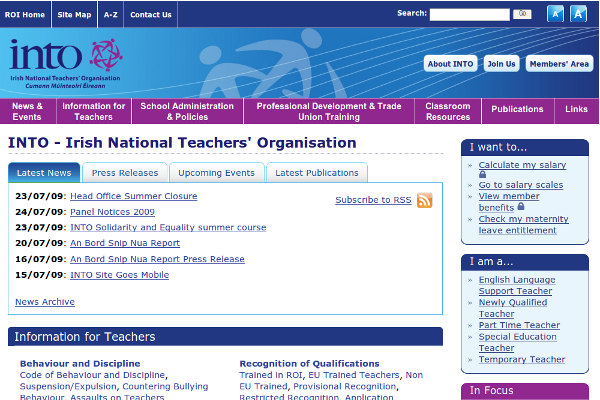 ROI Home Site Map A-Z Contact Us
Search: Go
A A
into
Irish National Teachers' Organisation
Cumann Múinteoirí Éireann
About INTO Join Us Members' Area
News & Events
Information for Teachers
School Administration & Policies
Professional Development & Trade Union Training
Classroom Resources
Publications
Links
INTO - Irish National Teachers' Organisation
Latest News Press Releases Upcoming Events Latest Publications
Subscribe to RSS
23/07/09: Head Office Summer Closure
24/07/09: Panel Notices 2009
23/07/09: INTO Solidarity and Equality summer course
20/07/09: An Bord Snip Nua Report
16/07/09: An Bord Snip Nua Report Press Release
15/07/09: INTO Site Goes Mobile
News Archive
Information for Teachers
Behaviour and Discipline
Code of Behaviour and Discipline,
Suspension/Expulsion, Countering Bullying
Behaviour, Assaults on Teachers
Recognition of Qualifications
Trained in ROI, EU Trained Teachers, Non
EU Trained, Provisional Recognition,
Restricted Recognition, Application
I want to...
» Calculate my salary
» Go to salary scales
» View member
benefits
» Check my maternity
leave entitlement
I am a...
» English Language
Support Teacher
» Newly Qualified
Teacher
» Part Time Teacher
» Special Education
Teacher
» Temporary Teacher
In Focus